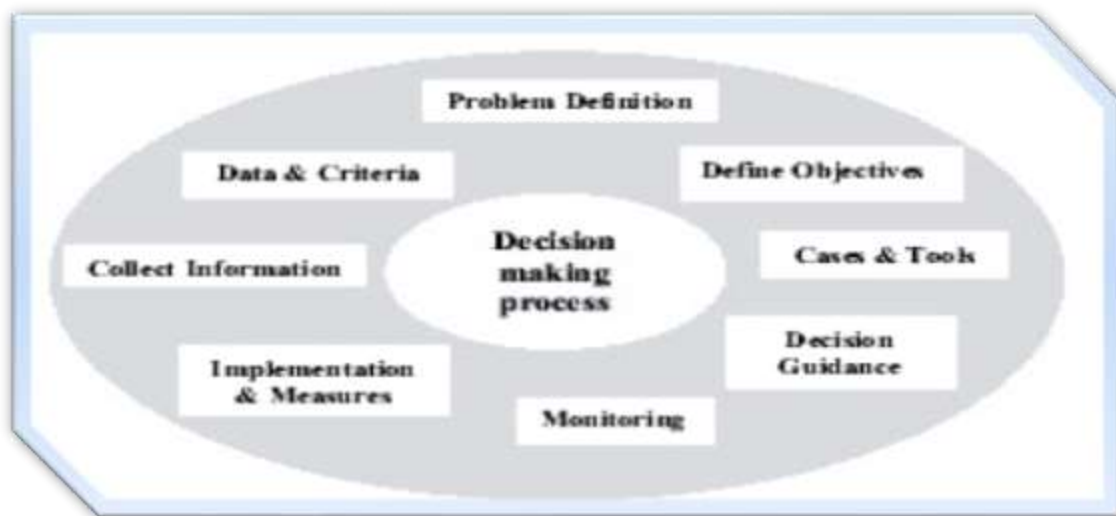 Problem Definition
Data & Criteria
Define Objectives
Collect Information
Decision
making
process
Cases & Tools
Implementation
& Measures
Decision
Guidance
Monitoring